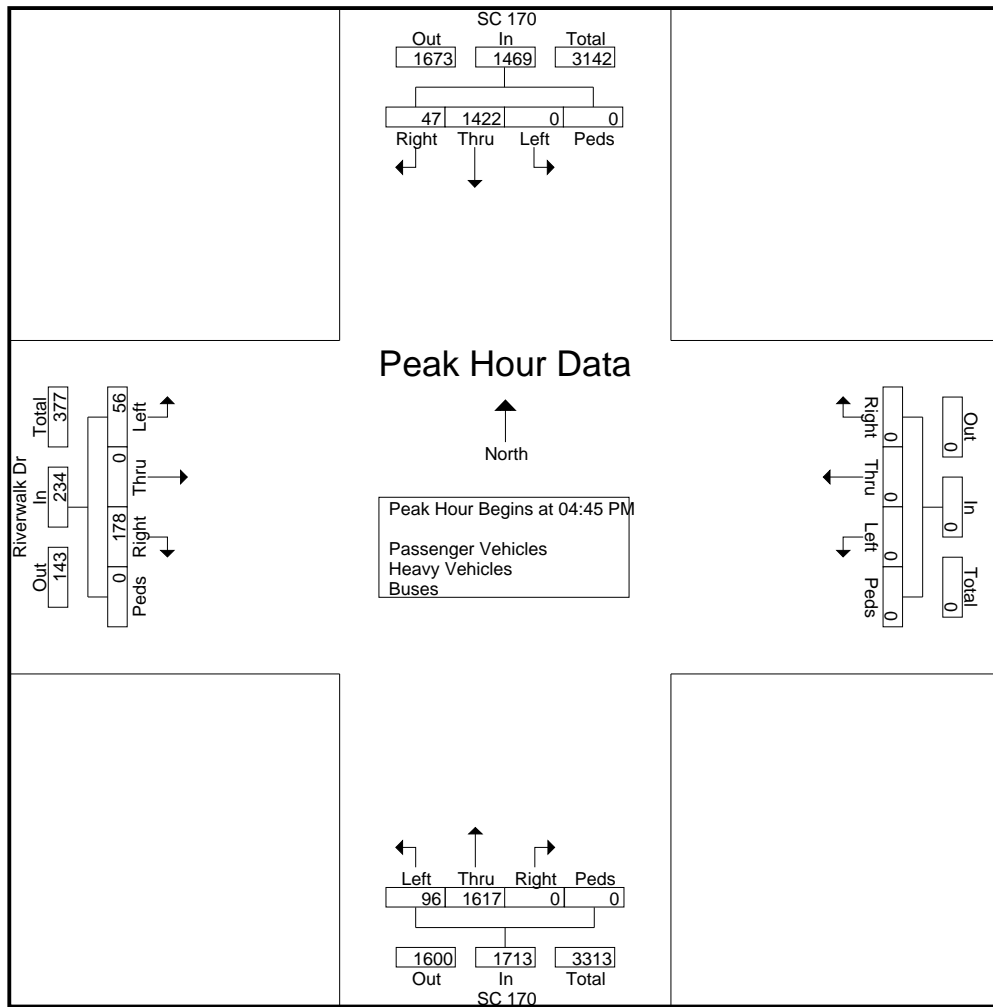 SC 170
Out In Total
1673 1469 3142
47 1422 0 0
Right Thru Left Peds
Peak Hour Data
North
Peak Hour Begins at 04:45 PM
Passenger Vehicles
Heavy Vehicles
Buses
Riverwalk Dr
Out In Total
143 234 377
0 178 0 56
Peds Right Thru Left
Out In Total
0 0 0
Right Thru Left Peds
0 0 0 0
Left Thru Right Peds
96 1617 0 0
1600 1713 3313
Out In Total
SC 170